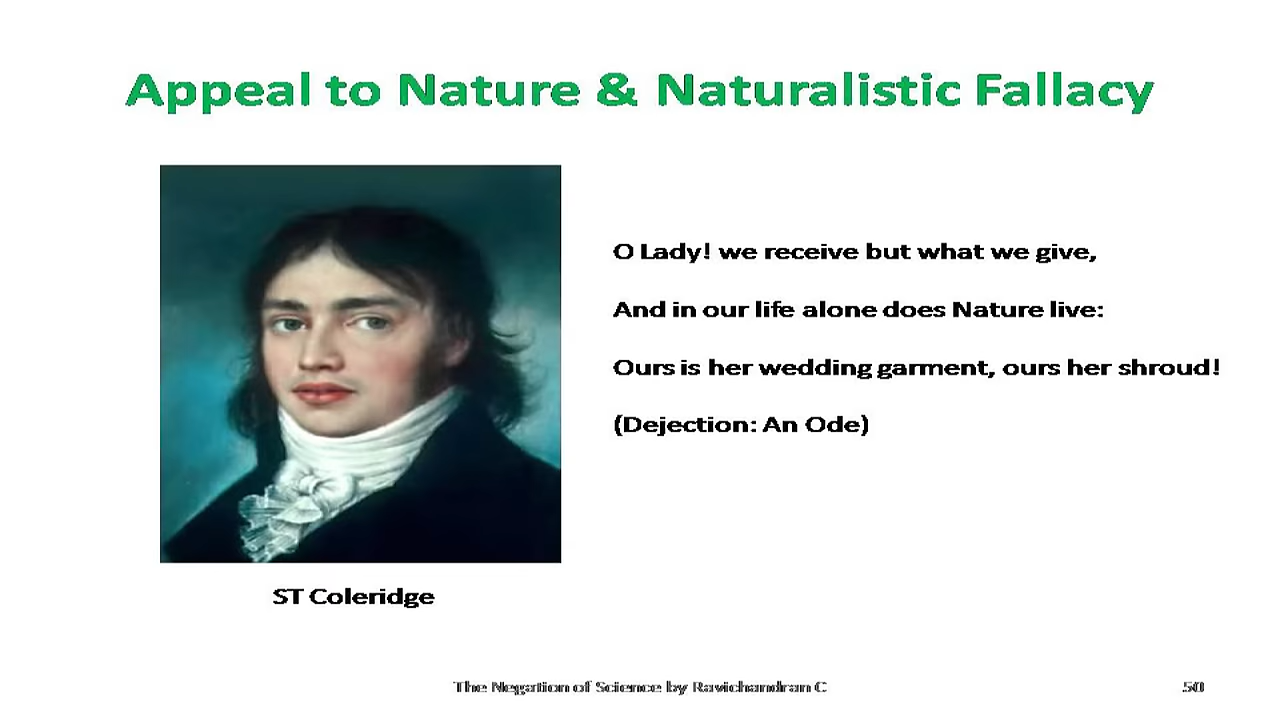 Appeal to Nature & Naturalistic Fallacy
O Lady! we receive but what we give,
And in our life alone does Nature live:
Ours is her wedding garment, ours her shroud!
(Dejection: An Ode)
ST Coleridge
The Negation of Science by Ravichandran C
50